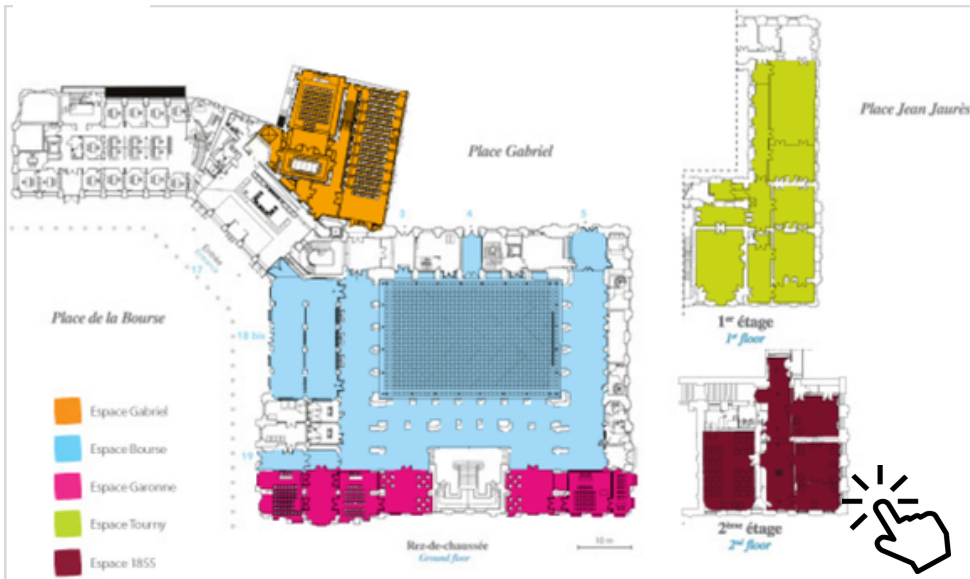 Place Gabriel
Place Jean Jaurès
3
4
5
Entrée
17
Place de la Bourse
18 bis
19
1er étage
1st floor
Espace Gabriel
Espace Bourse
Espace Garonne
Espace Tourny
Espace 1855
Rez-de-chaussée
Ground floor
10 m
2ème étage
2nd floor